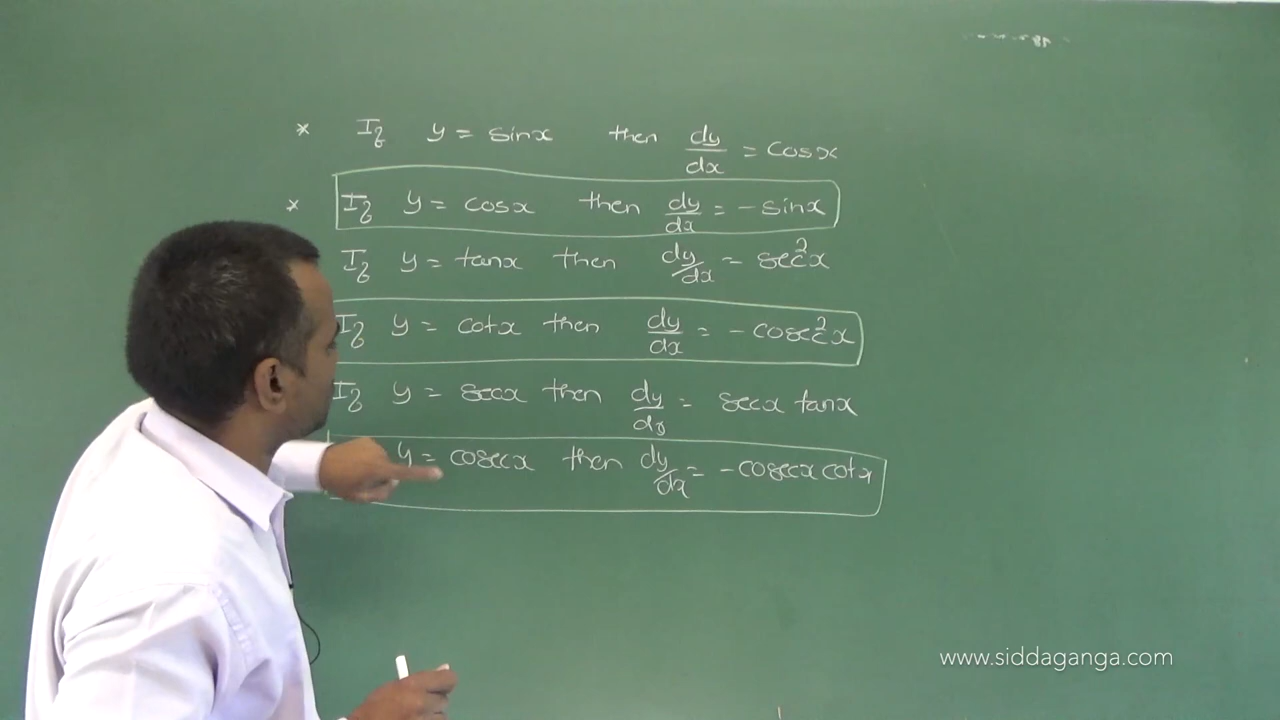 * If y = sinx then dy/dx = cosx
* If y = cosx then dy/dx = -sinx
If y = tanx then dy/dx = sec²x
If y = cotx then dy/dx = -cosec²x
If y = secx then dy/dx = secx tanx
y = cosecx then dy/dx = -cosecx cotx
www.siddaganga.com